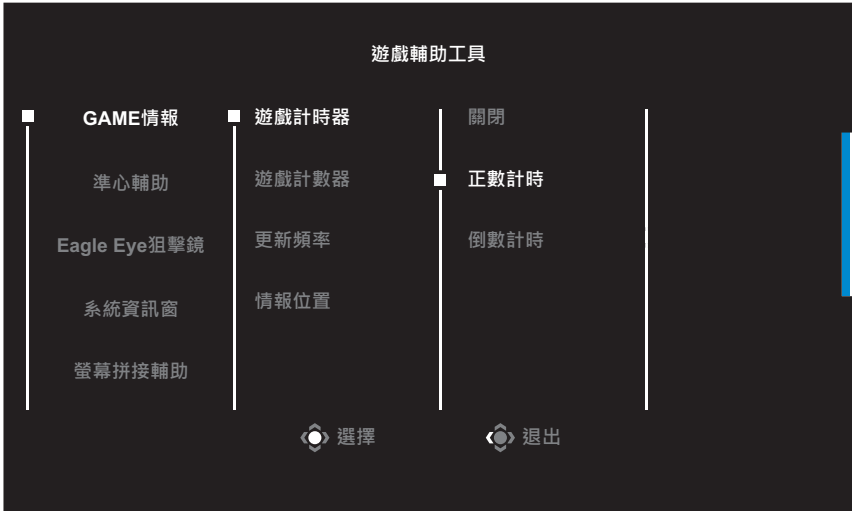 遊戲輔助工具
GAME情報
準心輔助
Eagle Eye狙擊鏡
系統資訊窗
螢幕拼接輔助
遊戲計時器
遊戲計數器
更新頻率
情報位置
關閉
正數計時
倒數計時
選擇
退出